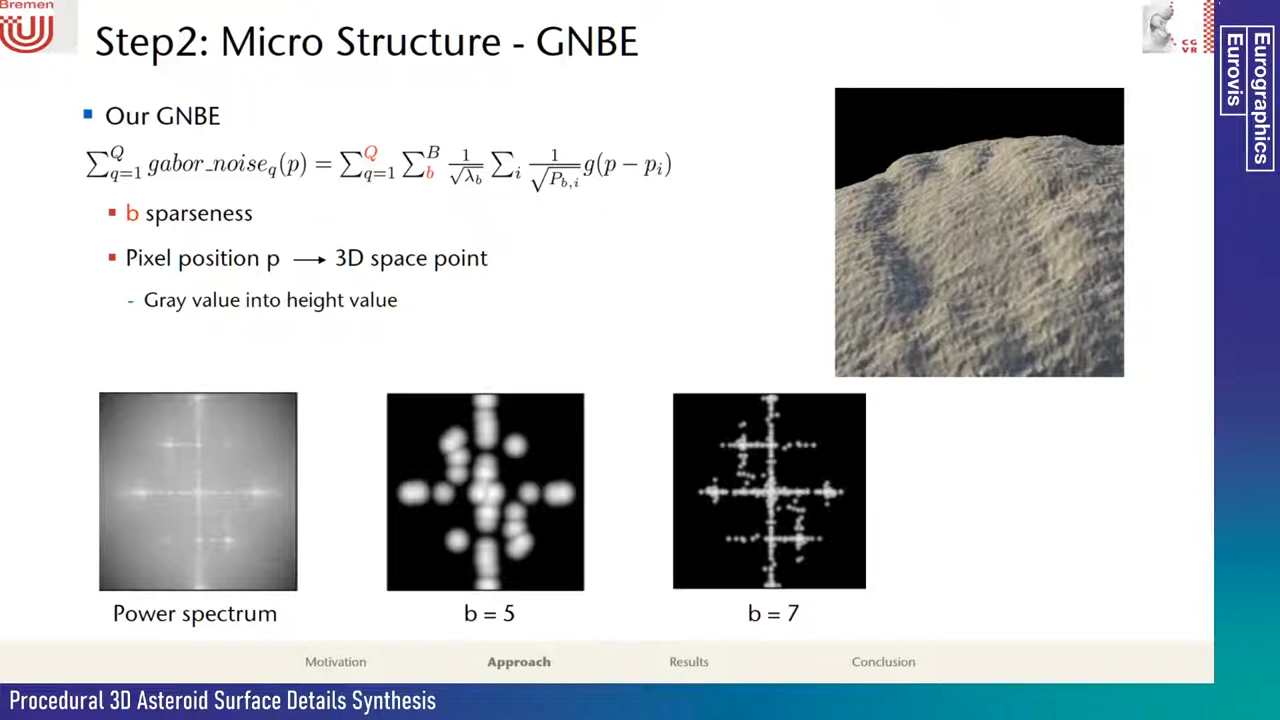 Bremen
Step2: Micro Structure - GNBE
CG
VR
Eurographics
Eurovis
Our GNBE
∑_{q=1}^{Q} gabor_noise_q(p) = ∑_{q=1}^{Q} ∑_{b}^{B} 1/√λ_b ∑_i 1/√P_{b,i} g(p − p_i)
b sparseness
Pixel position p → 3D space point
- Gray value into height value
Power spectrum
b = 5
b = 7
Motivation Approach Results Conclusion
Procedural 3D Asteroid Surface Details Synthesis